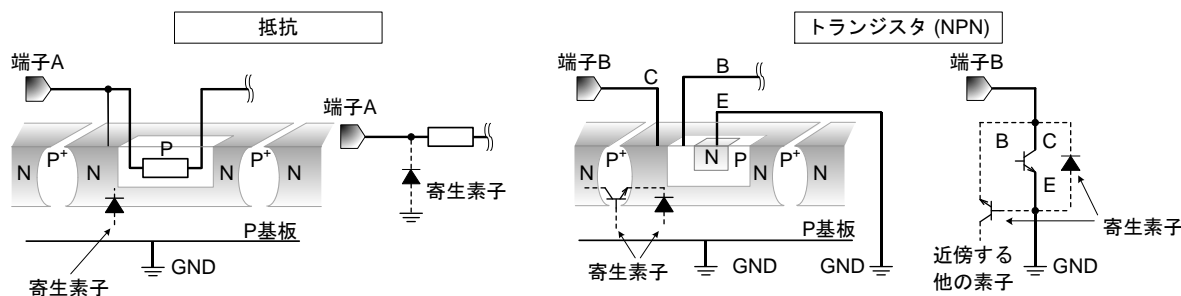 抵抗
トランジスタ (NPN)
端子A
端子A
P
N
P+
N
N
P+
N
寄生素子
P基板
GND
寄生素子
端子B
C
B
E
N
P+
N
N
P
N
P+
N
P基板
寄生素子
GND
GND
端子B
B
C
E
寄生素子
近傍する
他の素子